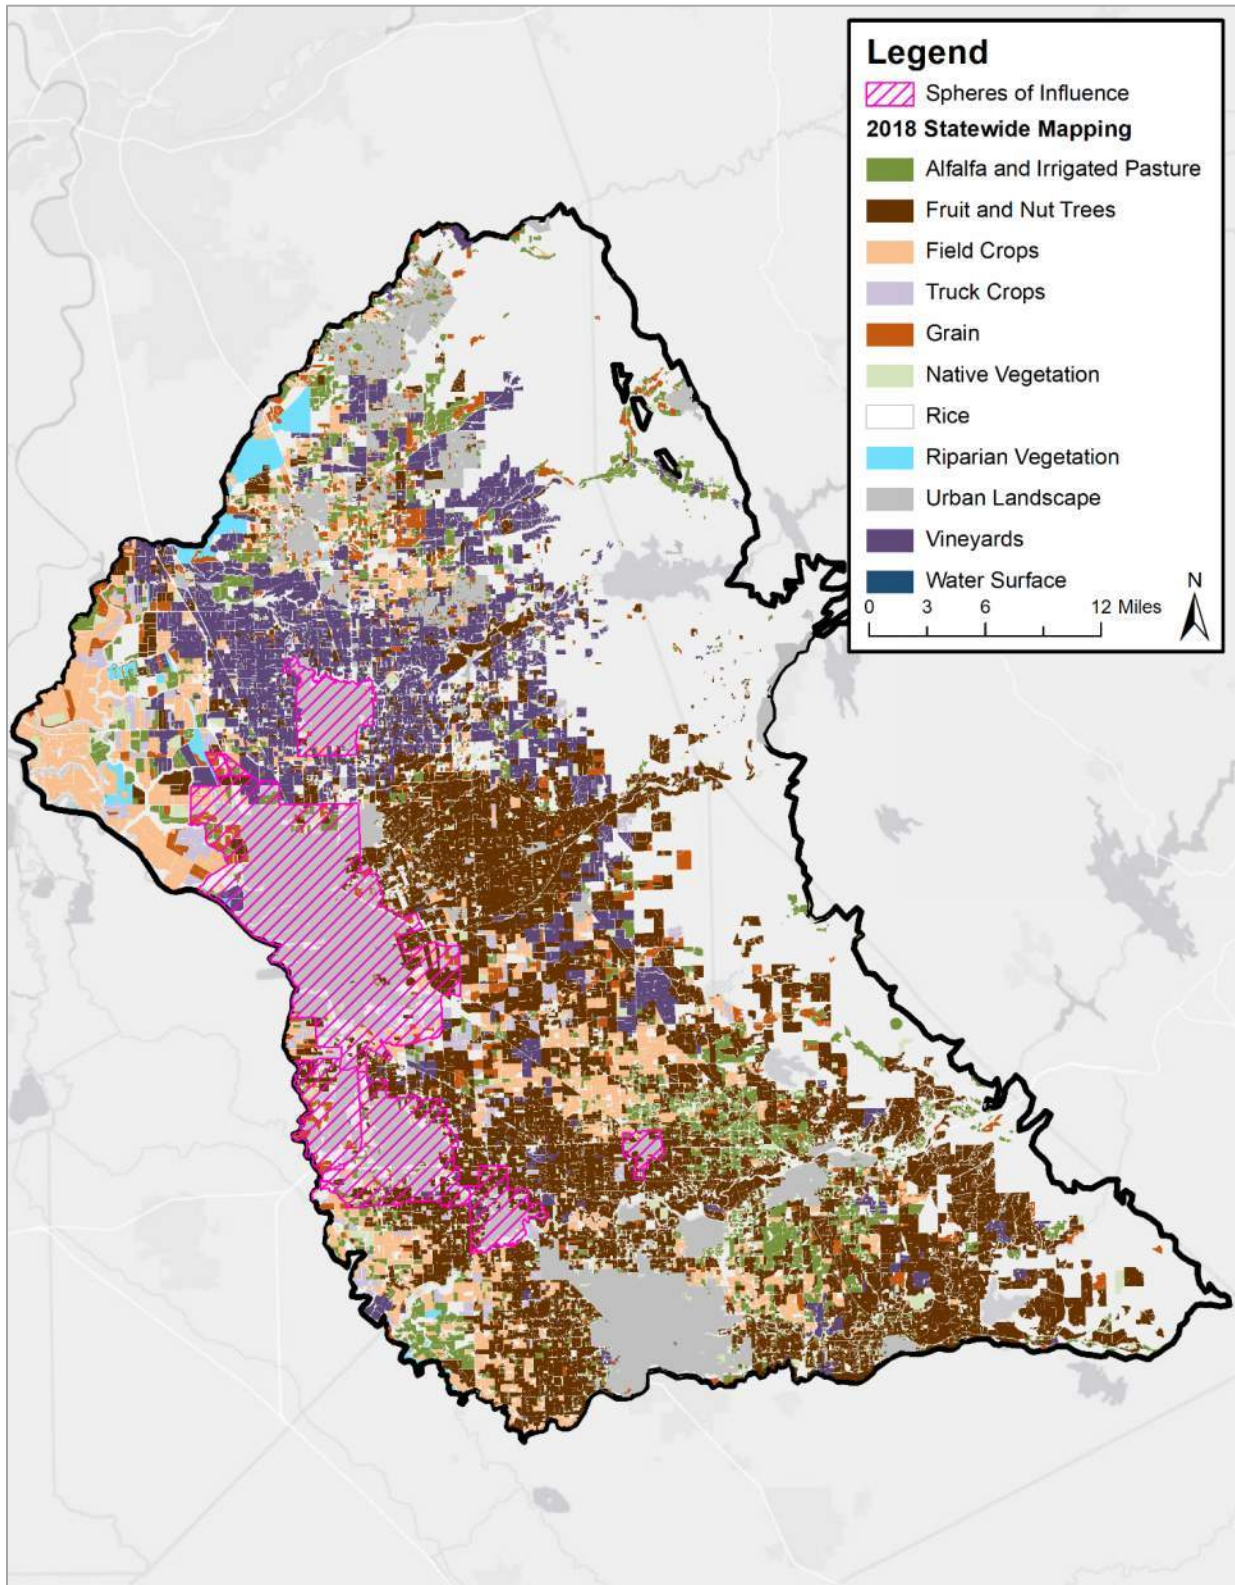 Legend
Spheres of Influence
2018 Statewide Mapping
Alfalfa and Irrigated Pasture
Fruit and Nut Trees
Field Crops
Truck Crops
Grain
Native Vegetation
Rice
Riparian Vegetation
Urban Landscape
Vineyards
Water Surface
N
0 3 6 12 Miles